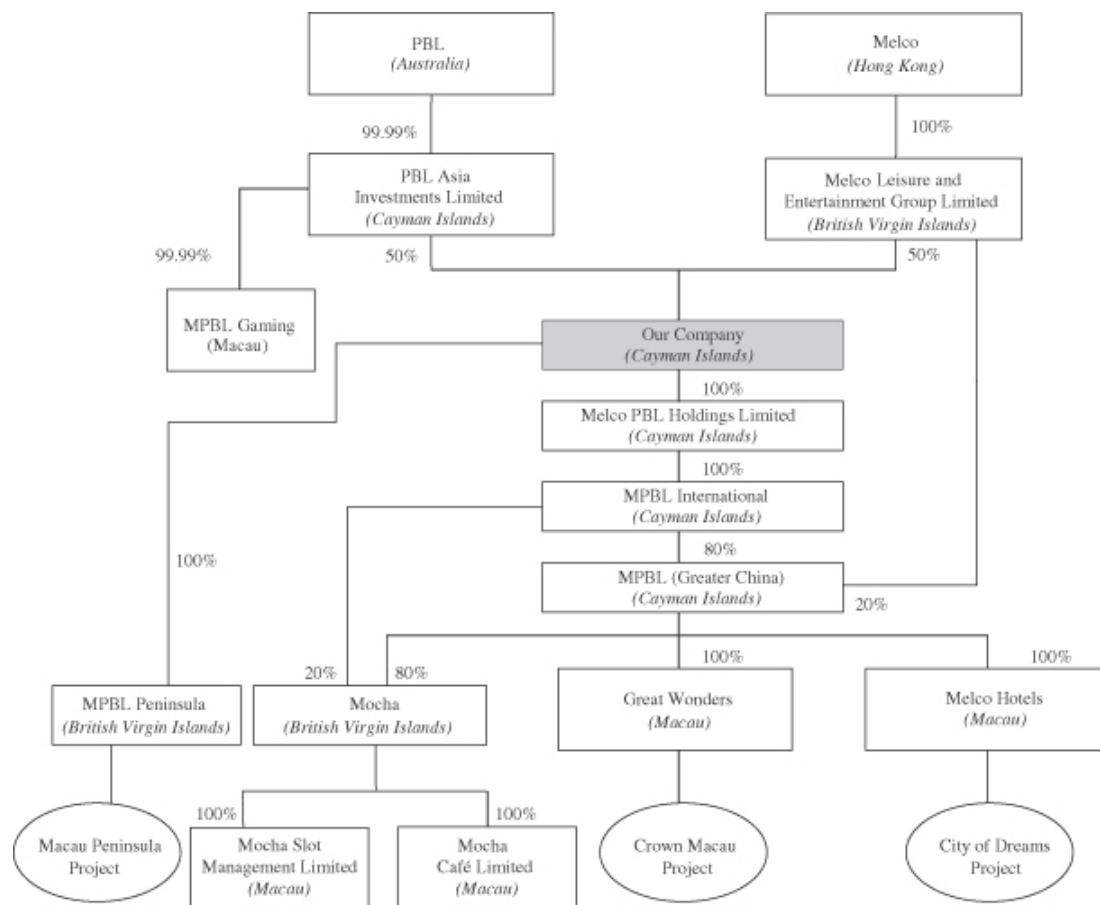 PBL
(Australia)
Melco
(Hong Kong)
99.99%
100%
PBL Asia
Investments Limited
(Cayman Islands)
Melco Leisure and
Entertainment Group Limited
(British Virgin Islands)
99.99%
50%
50%
MPBL Gaming
(Macau)
Our Company
(Cayman Islands)
100%
Melco PBL Holdings Limited
(Cayman Islands)
100%
MPBL International
(Cayman Islands)
100%
80%
MPBL (Greater China)
(Cayman Islands)
20%
20%
80%
100%
100%
MPBL Peninsula
(British Virgin Islands)
Mocha
(British Virgin Islands)
Great Wonders
(Macau)
Melco Hotels
(Macau)
100%
100%
Macau Peninsula
Project
Mocha Slot
Management Limited
(Macau)
Mocha
Café Limited
(Macau)
Crown Macau
Project
City of Dreams
Project